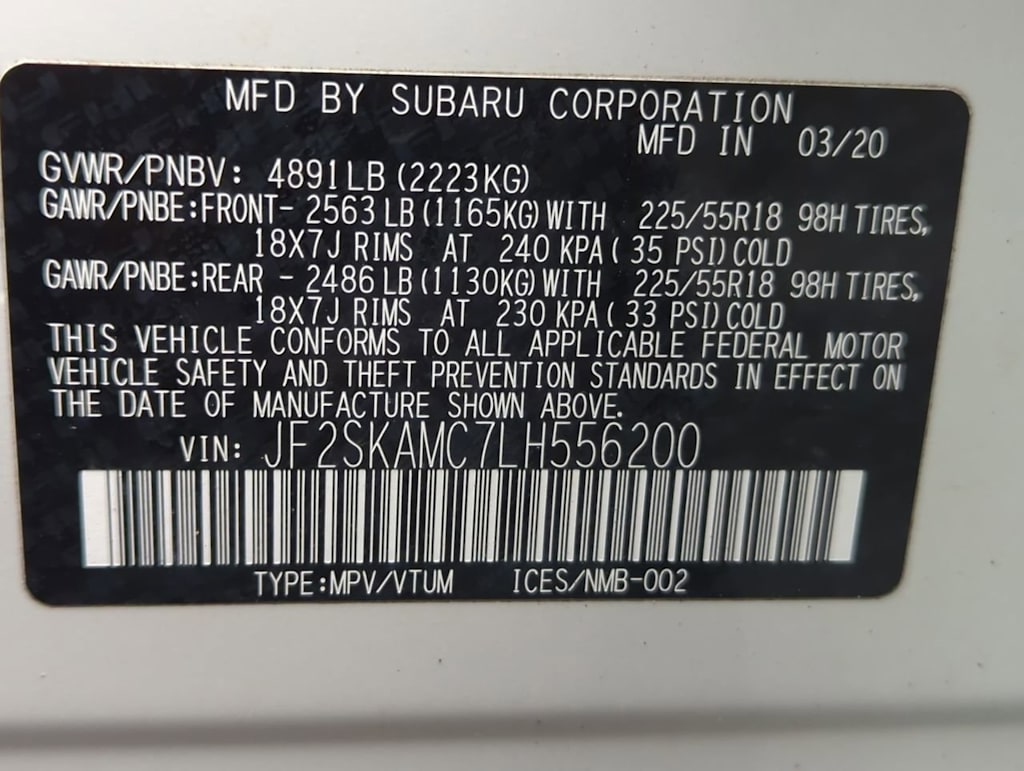 MFD BY SUBARU CORPORATION
MFD IN 03/20
GVWR/PNBV: 4891LB (2223KG)
GAWR/PNBE:FRONT- 2563 LB (1165KG) WITH 225/55R18 98H TIRES,
18X7J RIMS AT 240 KPA ( 35 PSI) COLD
GAWR/PNBE:REAR - 2486 LB (1130KG) WITH 225/55R18 98H TIRES,
18X7J RIMS AT 230 KPA ( 33 PSI) COLD
THIS VEHICLE CONFORMS TO ALL APPLICABLE FEDERAL MOTOR
VEHICLE SAFETY AND THEFT PREVENTION STANDARDS IN EFFECT ON
THE DATE OF MANUFACTURE SHOWN ABOVE.
VIN: JF2SKAMC7LH556200
TYPE:MPV/VTUM ICES/NMB-002